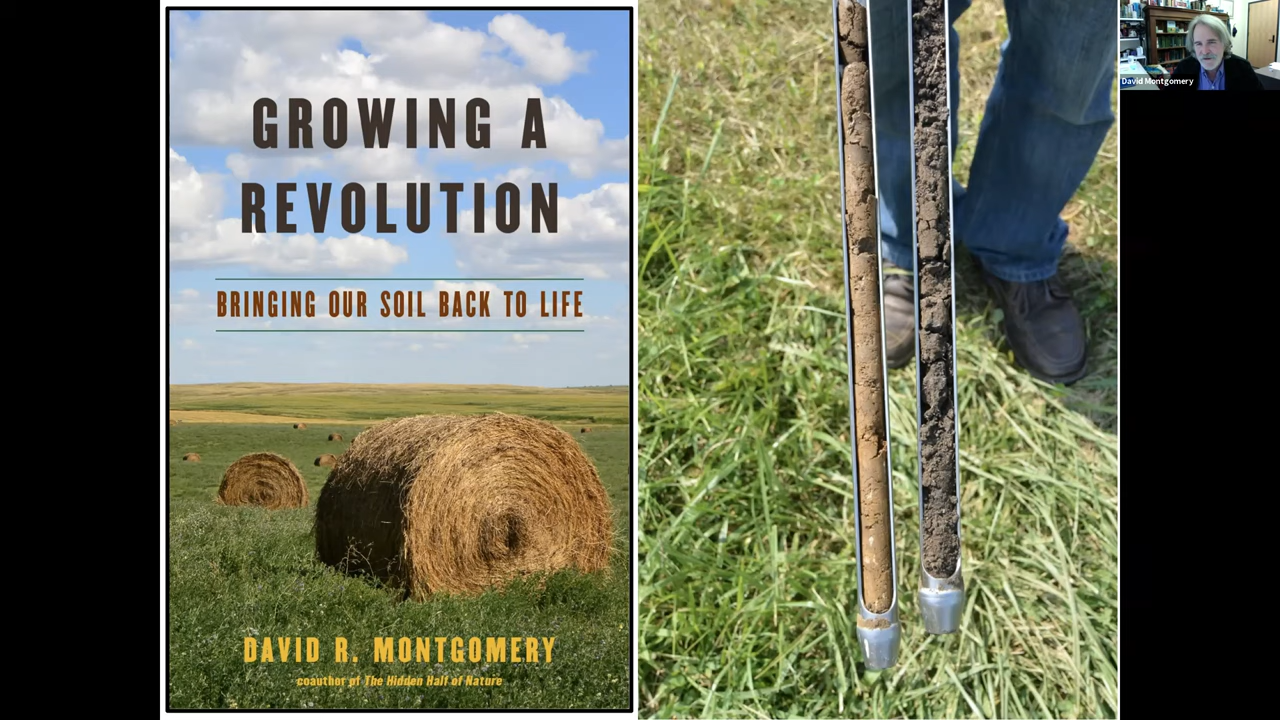 GROWING A
REVOLUTION
BRINGING OUR SOIL BACK TO LIFE
DAVID R. MONTGOMERY
coauthor of The Hidden Half of Nature
David Montgomery